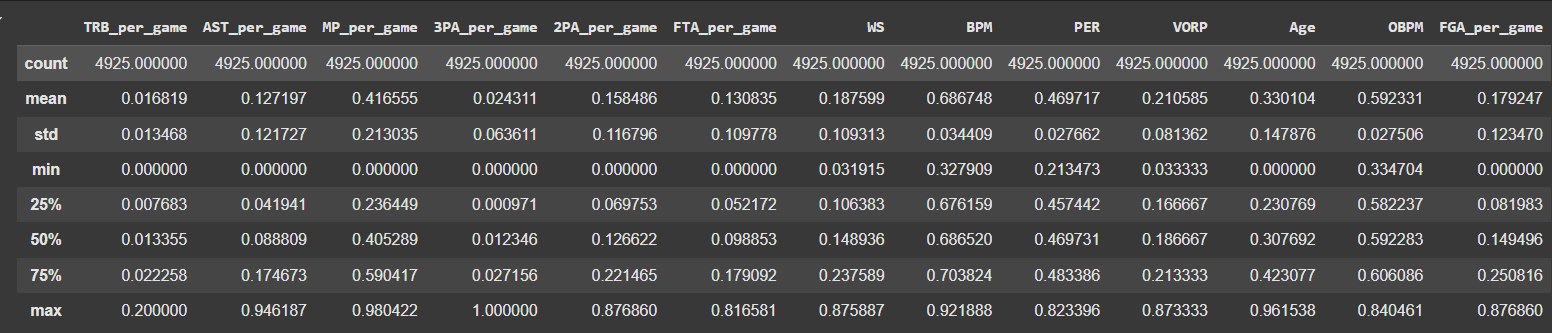 TRB_per_game AST_per_game MP_per_game 3PA_per_game 2PA_per_game FTA_per_game WS BPM PER VORP Age OBPM FGA_per_game
count 4925.000000 4925.000000 4925.000000 4925.000000 4925.000000 4925.000000 4925.000000 4925.000000 4925.000000 4925.000000 4925.000000 4925.000000 4925.000000
mean 0.016819 0.127197 0.416555 0.024311 0.158486 0.130835 0.187599 0.686748 0.469717 0.210585 0.330104 0.592331 0.179247
std 0.013468 0.121727 0.213035 0.063611 0.116796 0.109778 0.109313 0.034409 0.027662 0.081362 0.147876 0.027506 0.123470
min 0.000000 0.000000 0.000000 0.000000 0.000000 0.000000 0.031915 0.327909 0.213473 0.033333 0.000000 0.334704 0.000000
25% 0.007683 0.041941 0.236449 0.000971 0.069753 0.052172 0.106383 0.676159 0.457442 0.166667 0.230769 0.582237 0.081983
50% 0.013355 0.088809 0.405289 0.012346 0.126622 0.098853 0.148936 0.686520 0.469731 0.186667 0.307692 0.592283 0.149496
75% 0.022258 0.174673 0.590417 0.027156 0.221465 0.179092 0.237589 0.703824 0.483386 0.213333 0.423077 0.606086 0.250816
max 0.200000 0.946187 0.980422 1.000000 0.876860 0.816581 0.875887 0.921888 0.823396 0.873333 0.961538 0.840461 0.876860